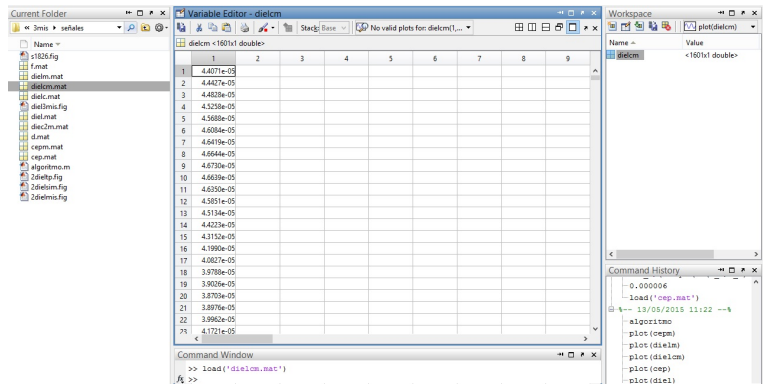 Current Folder
« 3mis ▸ señales
Name
s1826.fig
f.mat
dielm.mat
dielcm.mat
dielc.mat
diel3mis.fig
diel.mat
diec2m.mat
d.mat
cepm.mat
cep.mat
algoritmo.m
2dieltp.fig
2dielsim.fig
2dielmis.fig
Variable Editor - dielcm
Stack: Base No valid plots for: dielcm(1,...
dielcm <1601x1 double>
1 2 3 4 5 6 7 8 9
1 4.4071e-05
2 4.4427e-05
3 4.4828e-05
4 4.5258e-05
5 4.5688e-05
6 4.6084e-05
7 4.6419e-05
8 4.6644e-05
9 4.6730e-05
10 4.6639e-05
11 4.6350e-05
12 4.5851e-05
13 4.5134e-05
14 4.4223e-05
15 4.3152e-05
16 4.1990e-05
17 4.0827e-05
18 3.9788e-05
19 3.9026e-05
20 3.8703e-05
21 3.8976e-05
22 3.9962e-05
23 4.1721e-05
Command Window
>> load('dielcm.mat')
fx >>
Workspace
plot(dielcm)
Name Value
dielcm <1601x1 double>
Command History
0.000006
load('cep.mat')
%-- 13/05/2015 11:22 --%
algoritmo
plot(cepm)
plot(dielm)
plot(dielcm)
plot(cep)
plot(diel)